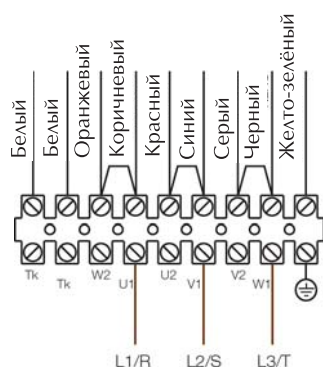 Белый
Белый
Оранжевый
Коричневый
Красный
Синий
Серый
Черный
Желто-зелёный
Tk
Tk
W2
U1
U2
V1
V2
W1
L1/R
L2/S
L3/T